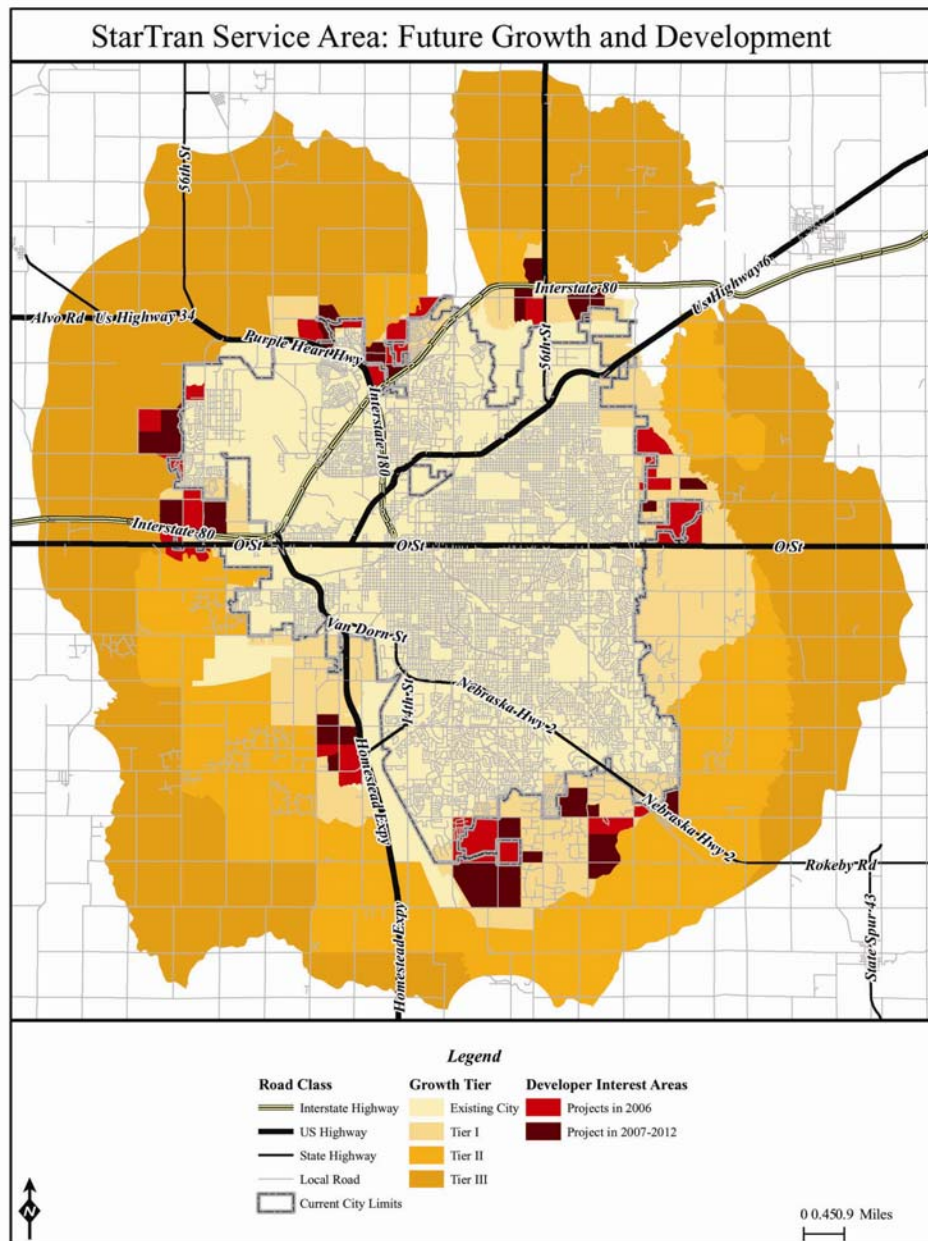 StarTran Service Area: Future Growth and Development
56th St
Interstate 80
Us Highway 6
Alvo Rd Us Highway 34
Purple Heart Hwy
56th St
Interstate 180
Interstate 80
O St
O St
O St
Van Dorn St
14th St
Nebraska Hwy 2
Homestead Expy
Nebraska Hwy 2
Rokeby Rd
State Spur 43
Homestead Expy
Legend
Road Class
Interstate Highway
US Highway
State Highway
Local Road
Current City Limits
Growth Tier
Existing City
Tier I
Tier II
Tier III
Developer Interest Areas
Projects in 2006
Project in 2007-2012
N
0 0.450.9 Miles